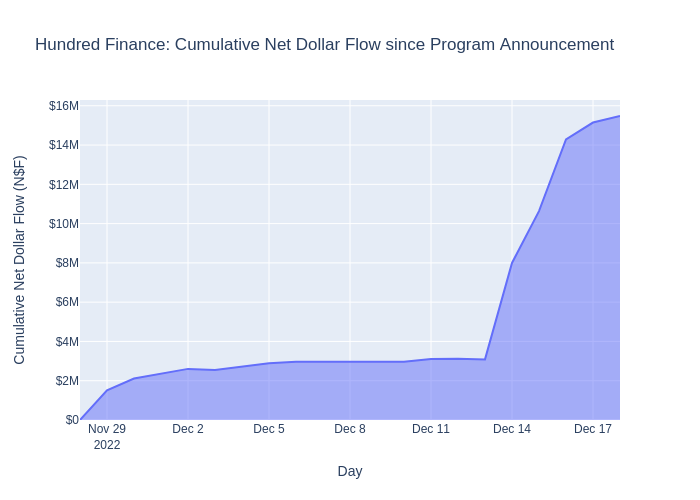 Hundred Finance: Cumulative Net Dollar Flow since Program Announcement
Cumulative Net Dollar Flow (N$F)
$16M
$14M
$12M
$10M
$8M
$6M
$4M
$2M
$0
Nov 29 Dec 2 Dec 5 Dec 8 Dec 11 Dec 14 Dec 17
2022
Day